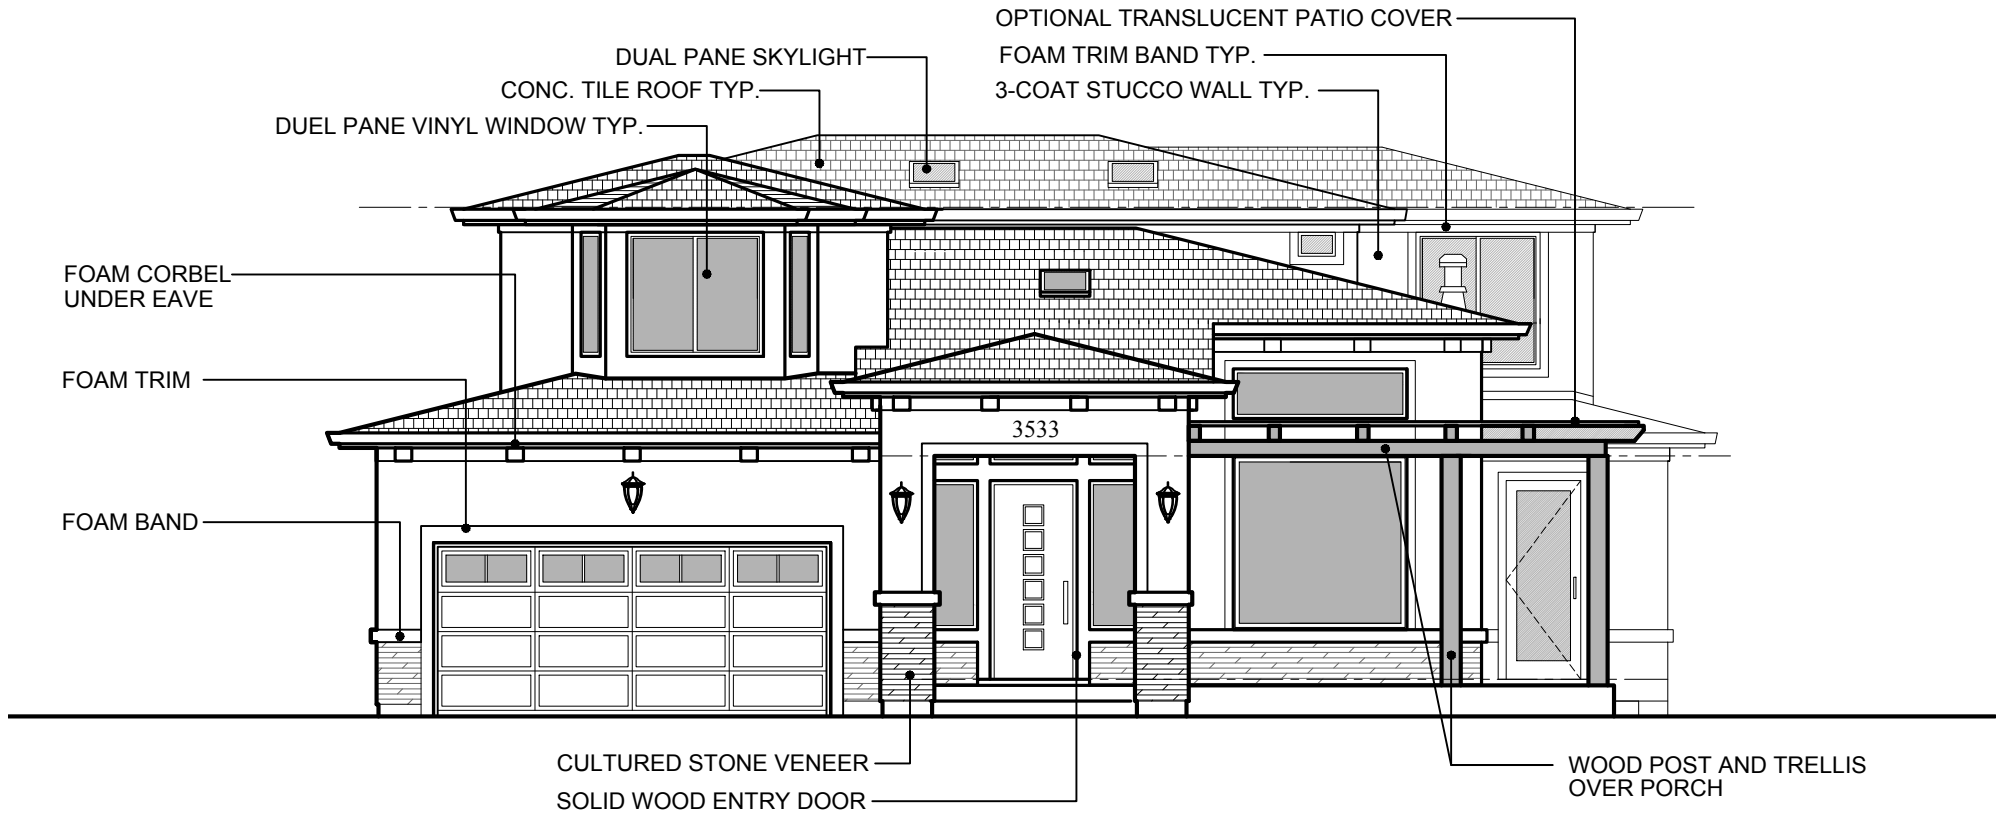 OPTIONAL TRANSLUCENT PATIO COVER
DUAL PANE SKYLIGHT
FOAM TRIM BAND TYP.
CONC. TILE ROOF TYP.
3-COAT STUCCO WALL TYP.
DUEL PANE VINYL WINDOW TYP.
FOAM CORBEL
UNDER EAVE
FOAM TRIM
3533
FOAM BAND
CULTURED STONE VENEER
SOLID WOOD ENTRY DOOR
WOOD POST AND TRELLIS
OVER PORCH